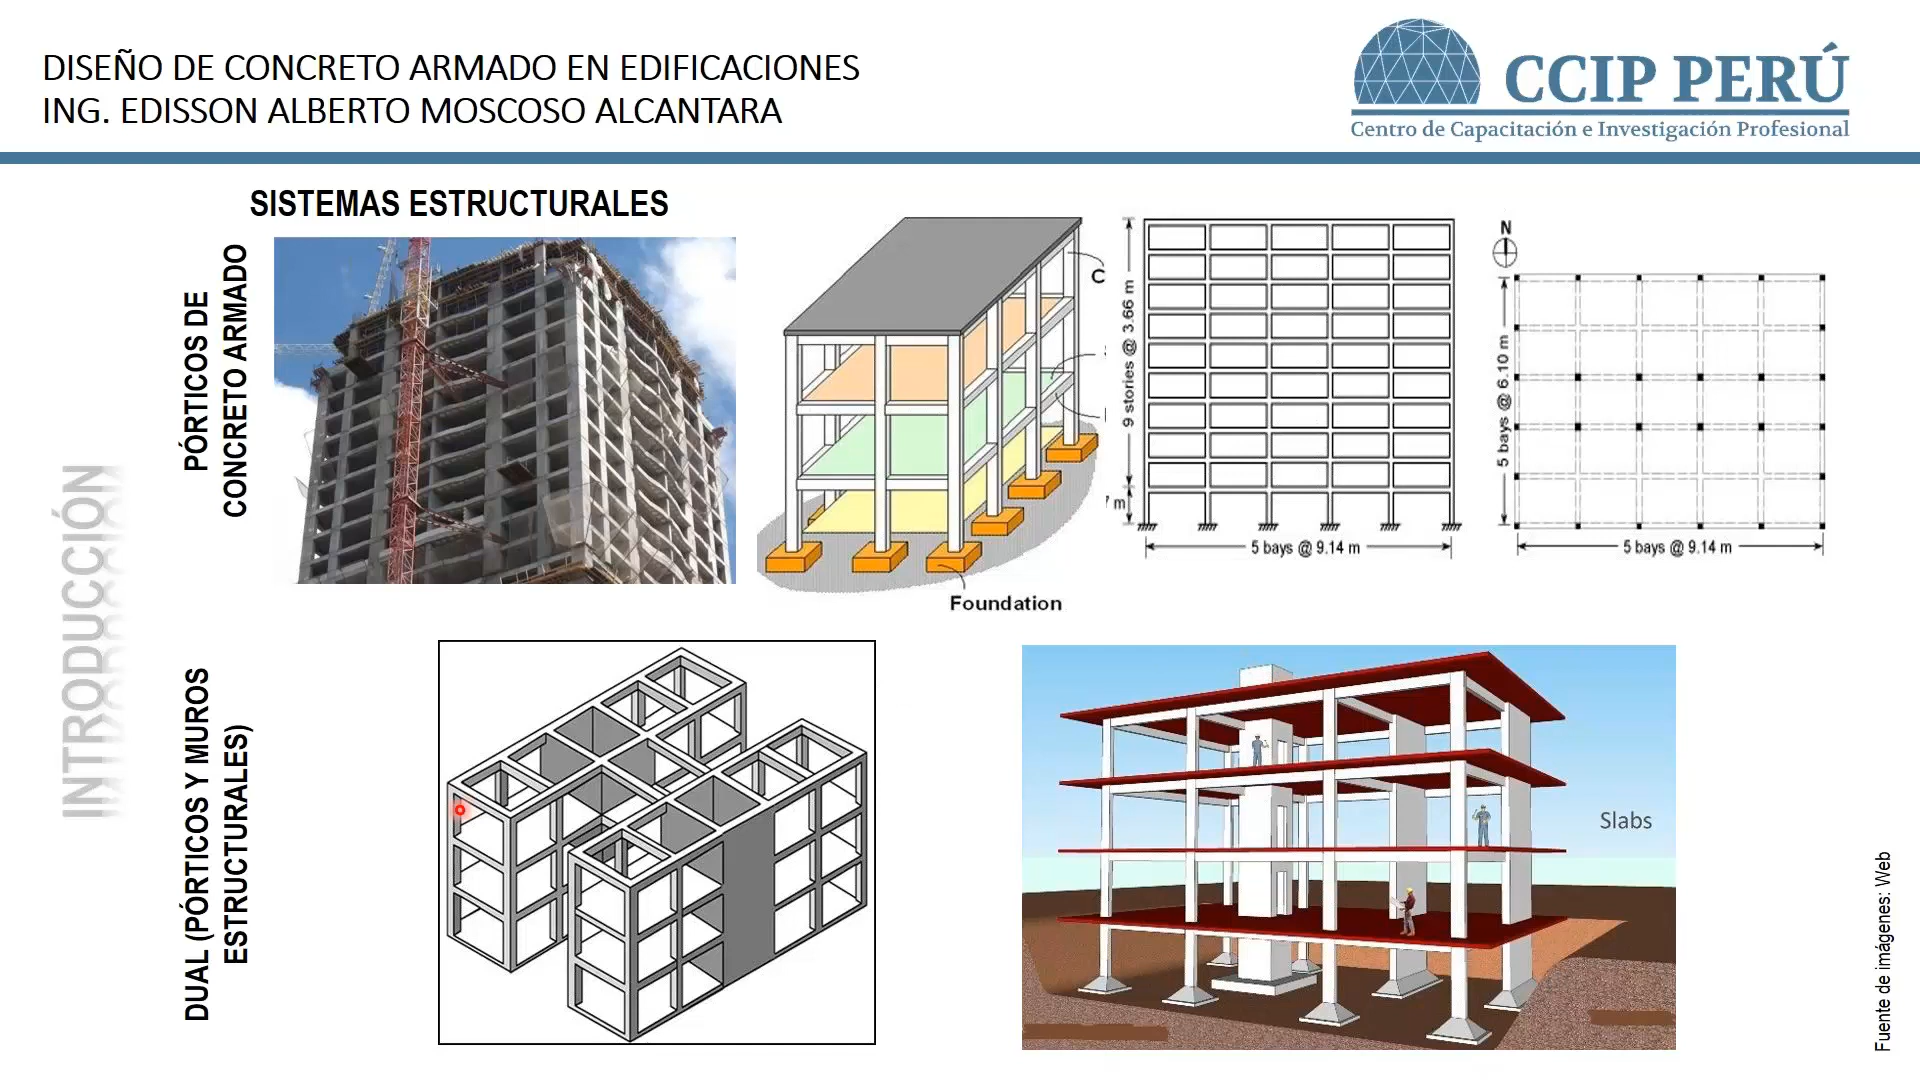 DISEÑO DE CONCRETO ARMADO EN EDIFICACIONES
ING. EDISSON ALBERTO MOSCOSO ALCANTARA
CCIP PERÚ
Centro de Capacitación e Investigación Profesional
INTRODUCCIÓN
SISTEMAS ESTRUCTURALES
PÓRTICOS DE
CONCRETO ARMADO
C
Foundation
9 stories @ 3.66 m
m
5 bays @ 9.14 m
N
5 bays @ 6.10 m
5 bays @ 9.14 m
DUAL (PÓRTICOS Y MUROS
ESTRUCTURALES)
Slabs
Fuente de imágenes: Web